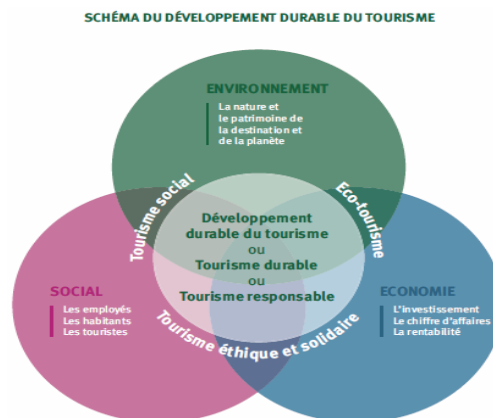 SCHÉMA DU DÉVELOPPEMENT DURABLE DU TOURISME
ENVIRONNEMENT
La nature et
le patrimoine de
la destination et
de la planète
Tourisme social
Eco-tourisme
Développement
durable du tourisme
ou
Tourisme durable
ou
Tourisme responsable
SOCIAL
Les employés
Les habitants
Les touristes
ECONOMIE
L'investissement
Le chiffre d'affaires
La rentabilité
Tourisme éthique et solidaire